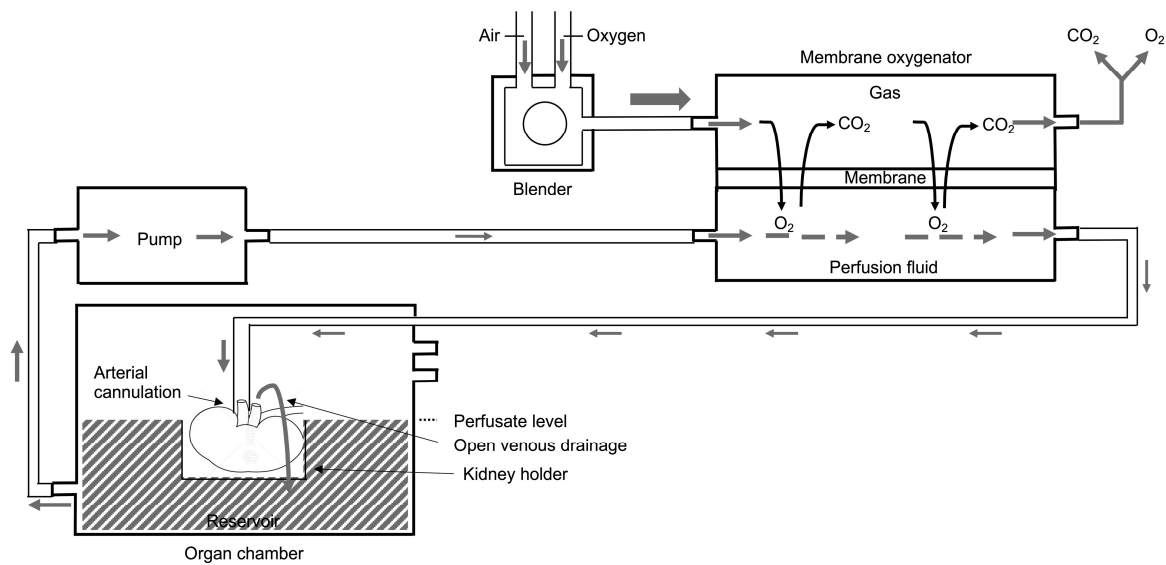 Air
Oxygen
CO₂
O₂
Membrane oxygenator
Gas
CO₂
CO₂
Blender
Membrane
O₂
O₂
Pump
Perfusion fluid
Arterial
cannulation
Perfusate level
Open venous drainage
Kidney holder
Reservoir
Organ chamber